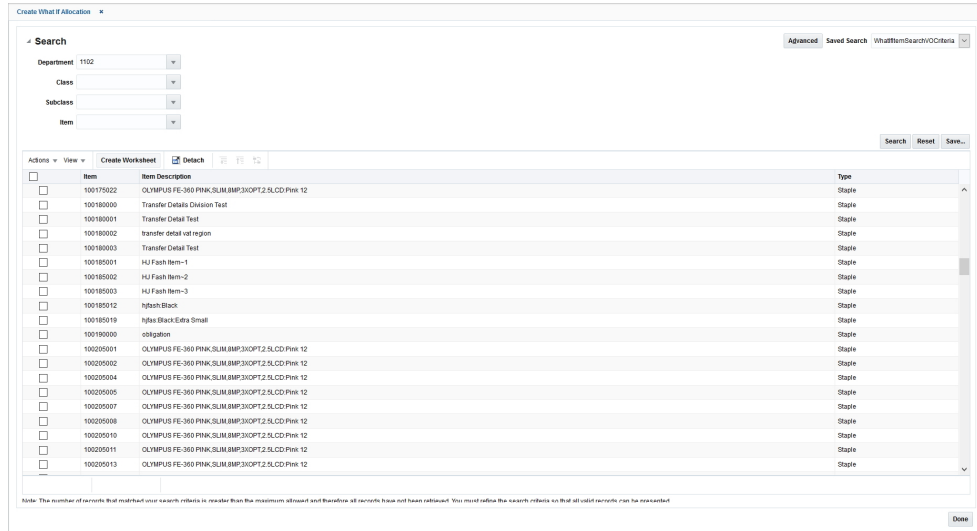 Create What If Allocation ×
Search
Advanced Saved Search WhatIfItemSearchVOCriteria
Department 1102
Class
Subclass
Item
Search Reset Save...
Actions View Create Worksheet Detach
Item Item Description Type
100175022 OLYMPUS FE-360 PINK,SLIM,8MP,3XOPT,2.5LCD:Pink 12 Staple
100180000 Transfer Details Division Test Staple
100180001 Transfer Detail Test Staple
100180002 transfer detail vat region Staple
100180003 Transfer Detail Test Staple
100185001 HJ Fash Item~1 Staple
100185002 HJ Fash Item~2 Staple
100185003 HJ Fash Item~3 Staple
100185012 hjfash:Black Staple
100185019 hjfas:Black:Extra Small Staple
100190000 obligation Staple
100205001 OLYMPUS FE-360 PINK,SLIM,8MP,3XOPT,2.5LCD:Pink 12 Staple
100205002 OLYMPUS FE-360 PINK,SLIM,8MP,3XOPT,2.5LCD:Pink 12 Staple
100205004 OLYMPUS FE-360 PINK,SLIM,8MP,3XOPT,2.5LCD:Pink 12 Staple
100205005 OLYMPUS FE-360 PINK,SLIM,8MP,3XOPT,2.5LCD:Pink 12 Staple
100205007 OLYMPUS FE-360 PINK,SLIM,8MP,3XOPT,2.5LCD:Pink 12 Staple
100205008 OLYMPUS FE-360 PINK,SLIM,8MP,3XOPT,2.5LCD:Pink 12 Staple
100205010 OLYMPUS FE-360 PINK,SLIM,8MP,3XOPT,2.5LCD:Pink 12 Staple
100205011 OLYMPUS FE-360 PINK,SLIM,8MP,3XOPT,2.5LCD:Pink 12 Staple
100205013 OLYMPUS FE-360 PINK,SLIM,8MP,3XOPT,2.5LCD:Pink 12 Staple
Note: The number of records that matched your search criteria is greater than the maximum allowed and therefore all records have not been retrieved. You must refine the search criteria so that all valid records can be presented.
Done